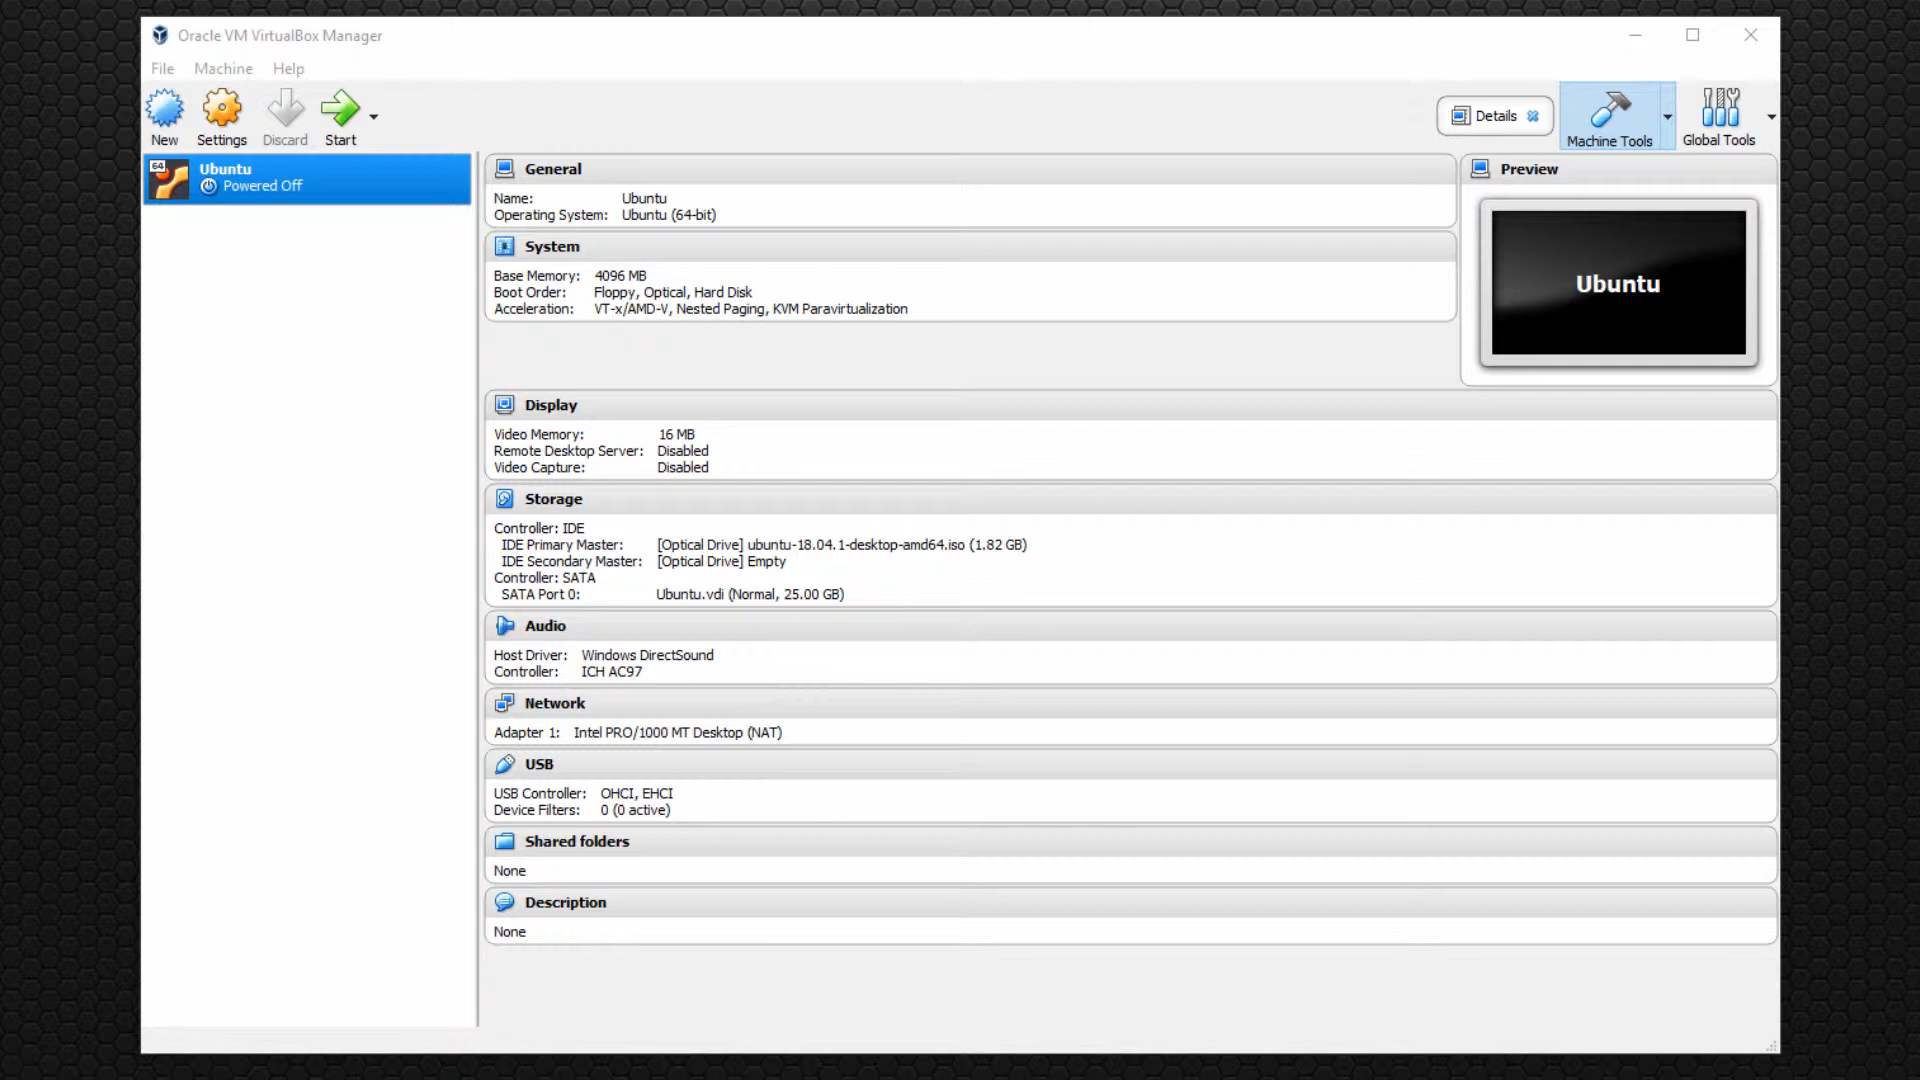 Oracle VM VirtualBox Manager
File Machine Help
New Settings Discard Start
Details
Machine Tools
Global Tools
64
Ubuntu
Powered Off
General
Name: Ubuntu
Operating System: Ubuntu (64-bit)
Preview
Ubuntu
System
Base Memory: 4096 MB
Boot Order: Floppy, Optical, Hard Disk
Acceleration: VT-x/AMD-V, Nested Paging, KVM Paravirtualization
Display
Video Memory: 16 MB
Remote Desktop Server: Disabled
Video Capture: Disabled
Storage
Controller: IDE
IDE Primary Master: [Optical Drive] ubuntu-18.04.1-desktop-amd64.iso (1.82 GB)
IDE Secondary Master: [Optical Drive] Empty
Controller: SATA
SATA Port 0: Ubuntu.vdi (Normal, 25.00 GB)
Audio
Host Driver: Windows DirectSound
Controller: ICH AC97
Network
Adapter 1: Intel PRO/1000 MT Desktop (NAT)
USB
USB Controller: OHCI, EHCI
Device Filters: 0 (0 active)
Shared folders
None
Description
None